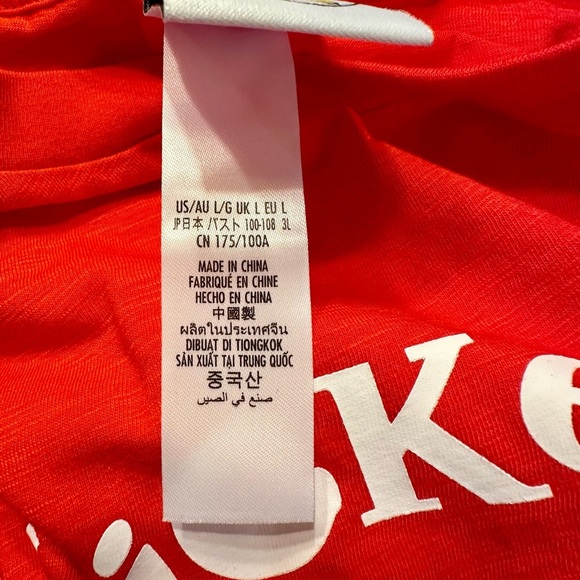 US/AU L/G UK L EU L
JP日本 バスト 100-108 3L
CN 175/100A
MADE IN CHINA
FABRIQUÉ EN CHINE
HECHO EN CHINA
中國製
ผลิตในประเทศจีน
DIBUAT DI TIONGKOK
SẢN XUẤT TẠI TRUNG QUỐC
중국산
صنع في الصين
Ke